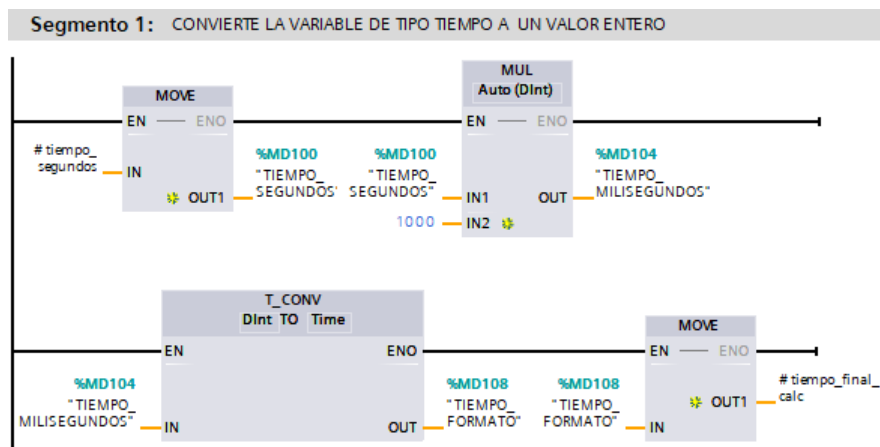 Segmento 1: CONVIERTE LA VARIABLE DE TIPO TIEMPO A UN VALOR ENTERO
MOVE
EN ENO
#tiempo_
segundos
IN
OUT1
%MD100
"TIEMPO_
SEGUNDOS"
MUL
Auto (DInt)
EN ENO
%MD100
"TIEMPO_
SEGUNDOS"
IN1
1000
IN2
OUT
%MD104
"TIEMPO_
MILISEGUNDOS"
T_CONV
DInt TO Time
EN ENO
%MD104
"TIEMPO_
MILISEGUNDOS"
IN
OUT
%MD108
"TIEMPO_
FORMATO"
MOVE
EN ENO
%MD108
"TIEMPO_
FORMATO"
IN
OUT1
#tiempo_final_
calc